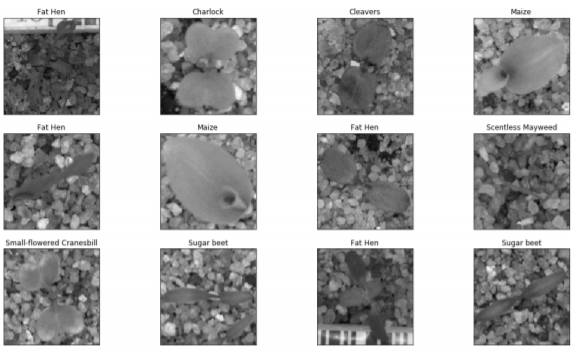 Fat Hen
Charlock
Cleavers
Maize
Fat Hen
Maize
Fat Hen
Scentless Mayweed
Small-flowered Cranesbill
Sugar beet
Fat Hen
Sugar beet